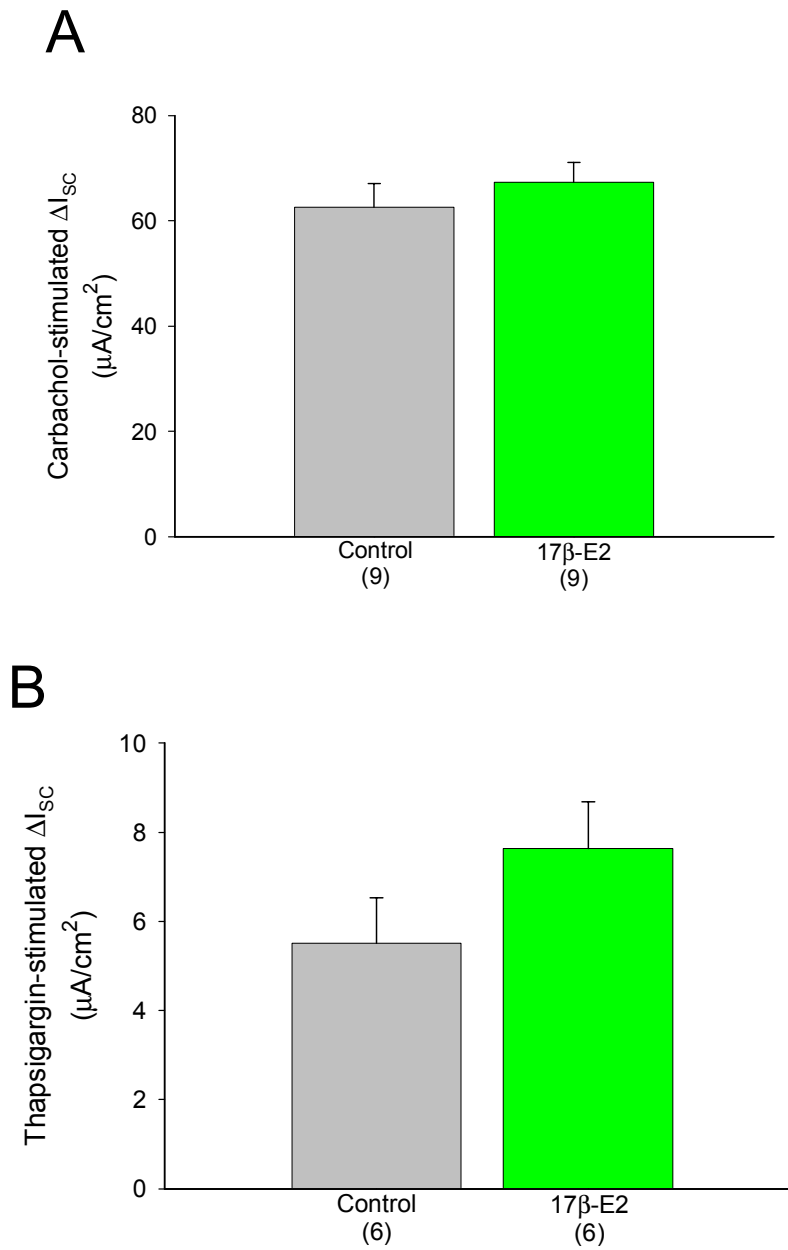 A
Carbachol-stimulated ΔI_SC
(μA/cm²)
80
60
40
20
0
Control
(9)
17β-E2
(9)
B
Thapsigargin-stimulated ΔI_SC
(μA/cm²)
10
8
6
4
2
0
Control
(6)
17β-E2
(6)